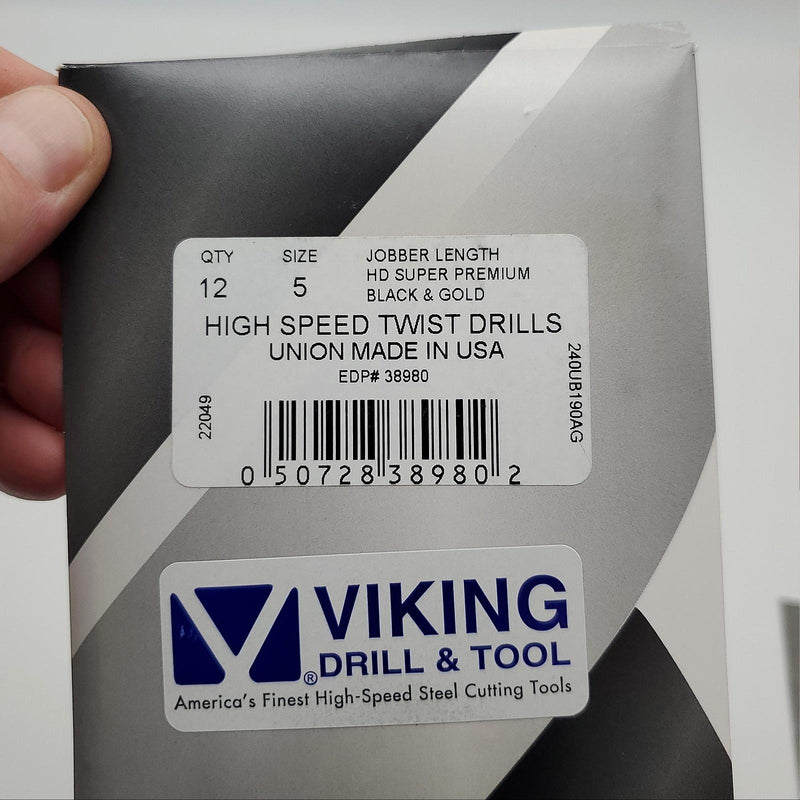 QTY SIZE JOBBER LENGTH
HD SUPER PREMIUM
12 5 BLACK & GOLD
HIGH SPEED TWIST DRILLS
UNION MADE IN USA
EDP# 38980
22049
240UB190AG
0 50728 38980 2
VIKING
DRILL & TOOL
®
America's Finest High-Speed Steel Cutting Tools